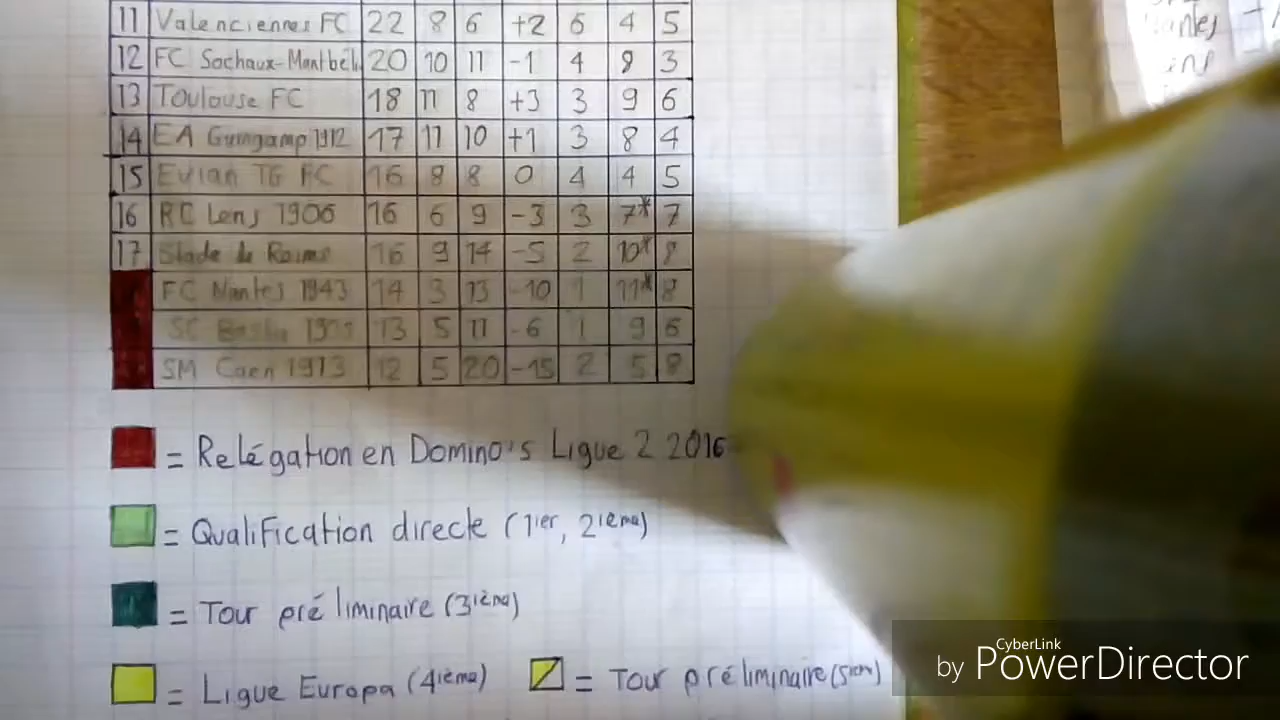 11 Valenciennes FC 22 8 6 +2 6 4 5
12 FC Sochaux-Montbél 20 10 11 -1 4 8 3
13 Toulouse FC 18 11 8 +3 3 9 6
14 EA Guingamp 1912 17 11 10 +1 3 8 4
15 Evian TG FC 16 8 8 0 4 4 5
16 RC Lens 1906 16 6 9 -3 3 7* 7
17 Stade de Reims 16 9 14 -5 2 10* 8
FC Nantes 1943 14 3 13 -10 1 11* 8
SC Bastia 13 5 11 -6 1 9 6
SM Caen 1913 12 5 20 -15 2 5 8
= Relégation en Domino's Ligue 2 2016
= Qualification directe (1ier, 2ième)
= Tour préliminaire (3ième)
= Ligue Europa (4ième) = Tour préliminaire (5ième)
CyberLink
by PowerDirector